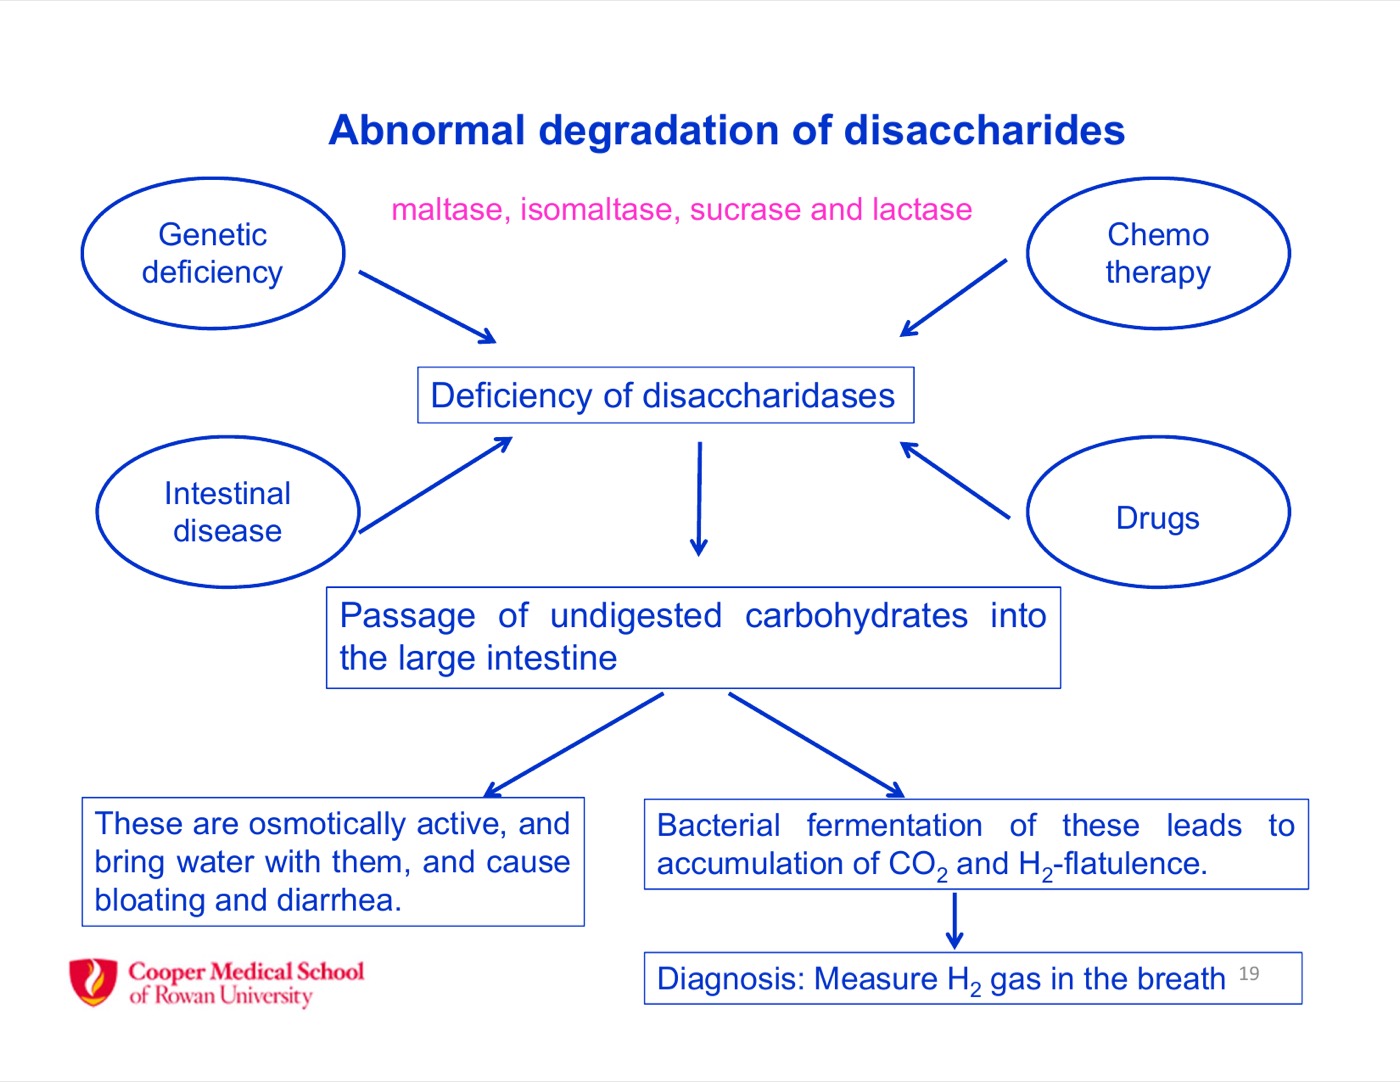 Abnormal degradation of disaccharides
maltase, isomaltase, sucrase and lactase
Genetic
deficiency
Chemo
therapy
Deficiency of disaccharidases
Intestinal
disease
Drugs
Passage of undigested carbohydrates into
the large intestine
These are osmotically active, and
bring water with them, and cause
bloating and diarrhea.
Bacterial fermentation of these leads to
accumulation of CO₂ and H₂-flatulence.
Diagnosis: Measure H₂ gas in the breath
19
Cooper Medical School
of Rowan University